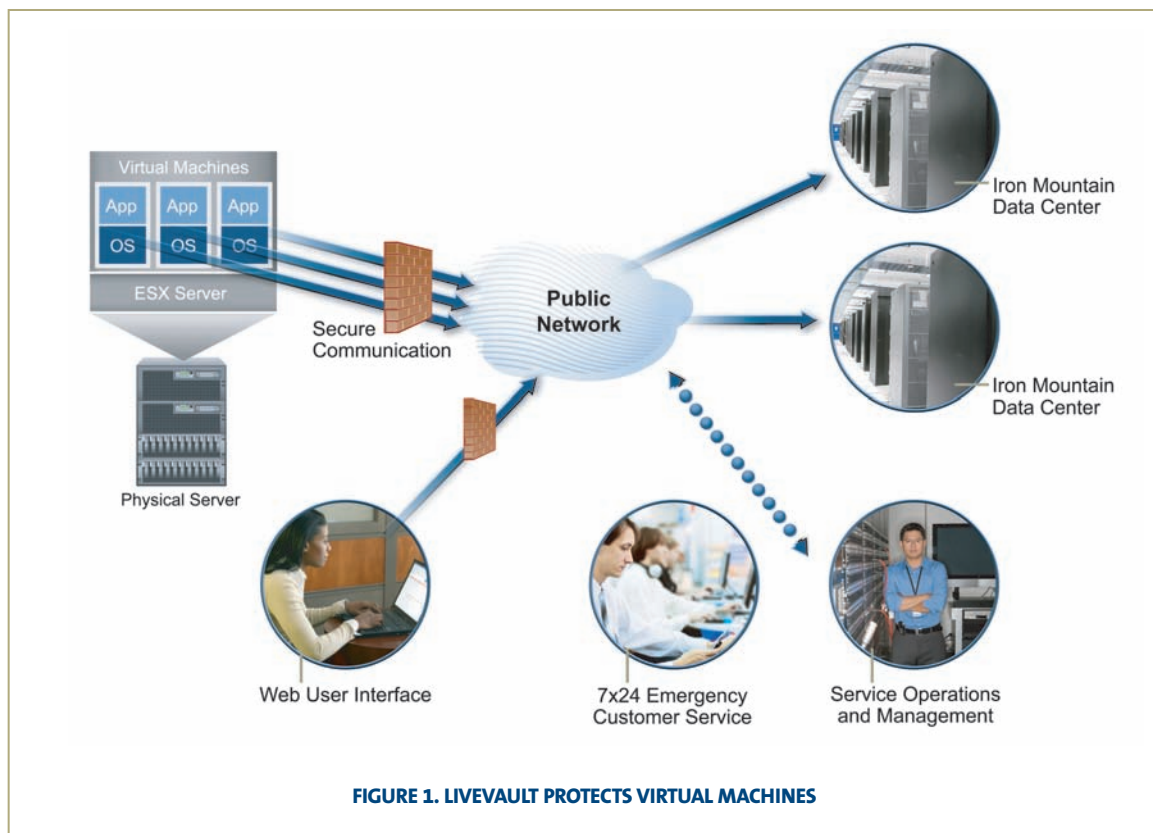 Virtual Machines
App App App
OS OS OS
ESX Server
Physical Server
Secure
Communication
Public
Network
Iron Mountain
Data Center
Iron Mountain
Data Center
Web User Interface
7x24 Emergency
Customer Service
Service Operations
and Management
FIGURE 1. LIVEVAULT PROTECTS VIRTUAL MACHINES